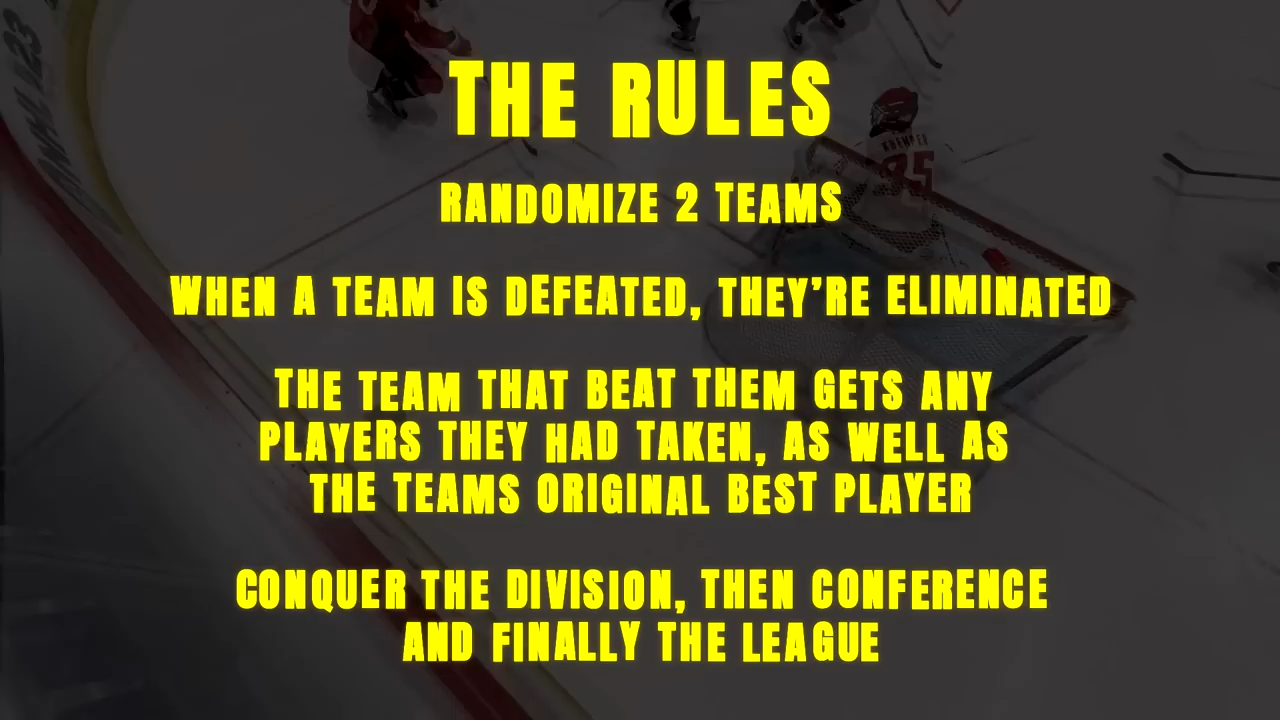 THE RULES
RANDOMIZE 2 TEAMS
WHEN A TEAM IS DEFEATED, THEY'RE ELIMINATED
THE TEAM THAT BEAT THEM GETS ANY
PLAYERS THEY HAD TAKEN, AS WELL AS
THE TEAMS ORIGINAL BEST PLAYER
CONQUER THE DIVISION, THEN CONFERENCE
AND FINALLY THE LEAGUE